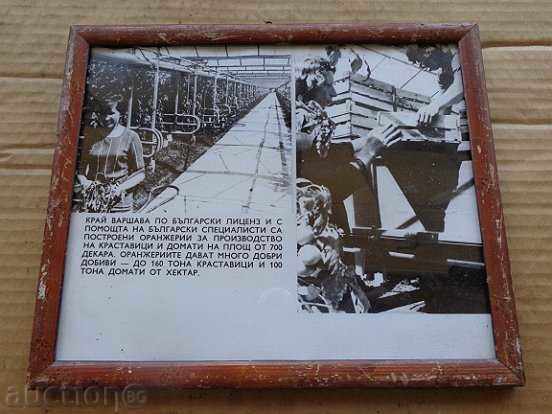 КРАЙ ВАРШАВА ПО БЪЛГАРСКИ ЛИЦЕНЗ И С
ПОМОЩТА НА БЪЛГАРСКИ СПЕЦИАЛИСТИ СА
ПОСТРОЕНИ ОРАНЖЕРИИ ЗА ПРОИЗВОДСТВО
НА КРАСТАВИЦИ И ДОМАТИ НА ПЛОЩ ОТ 700
ДЕКАРА. ОРАНЖЕРИИТЕ ДАВАТ МНОГО ДОБРИ
ДОБИВИ — ДО 160 ТОНА КРАСТАВИЦИ И 100
ТОНА ДОМАТИ ОТ ХЕКТАР.
auction.BG